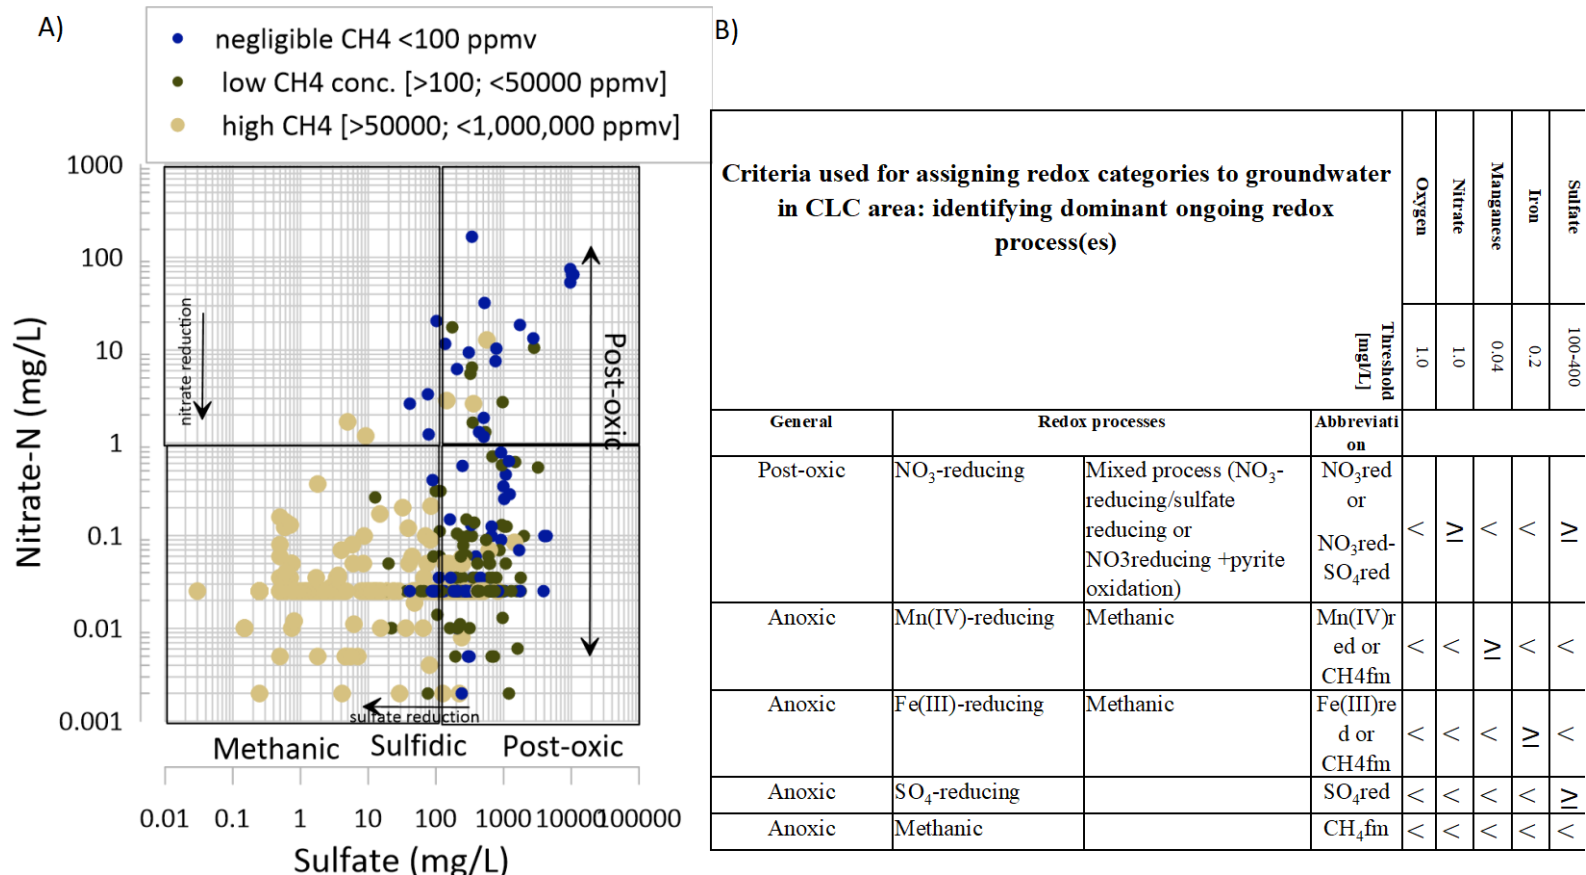 A)
negligible CH4 <100 ppmv
low CH4 conc. [>100; <50000 ppmv]
high CH4 [>50000; <1,000,000 ppmv]
Nitrate-N (mg/L)
1000
100
10
1
0.1
0.01
0.001
nitrate reduction
Post-oxic
sulfate reduction
Methanic
Sulfidic
Post-oxic
0.01
0.1
1
10
100
1000
10000
100000
Sulfate (mg/L)
B)
Criteria used for assigning redox categories to groundwater
in CLC area: identifying dominant ongoing redox
process(es)
Oxygen
Nitrate
Manganese
Iron
Sulfate
Threshold
[mgl/L]
1.0
1.0
0.04
0.2
100-400
General
Redox processes
Abbreviati
on
Post-oxic
NO₃-reducing
Mixed process (NO₃-
reducing/sulfate
reducing or
NO3reducing +pyrite
oxidation)
NO₃red
or
NO₃red-
SO₄red
< ≥ < < ≥
Anoxic
Mn(IV)-reducing
Methanic
Mn(IV)r
ed or
CH4fm
< < ≥ < <
Anoxic
Fe(III)-reducing
Methanic
Fe(III)re
d or
CH4fm
< < < ≥ <
Anoxic
SO₄-reducing
SO₄red
< < < < ≥
Anoxic
Methanic
CH₄fm
< < < < <